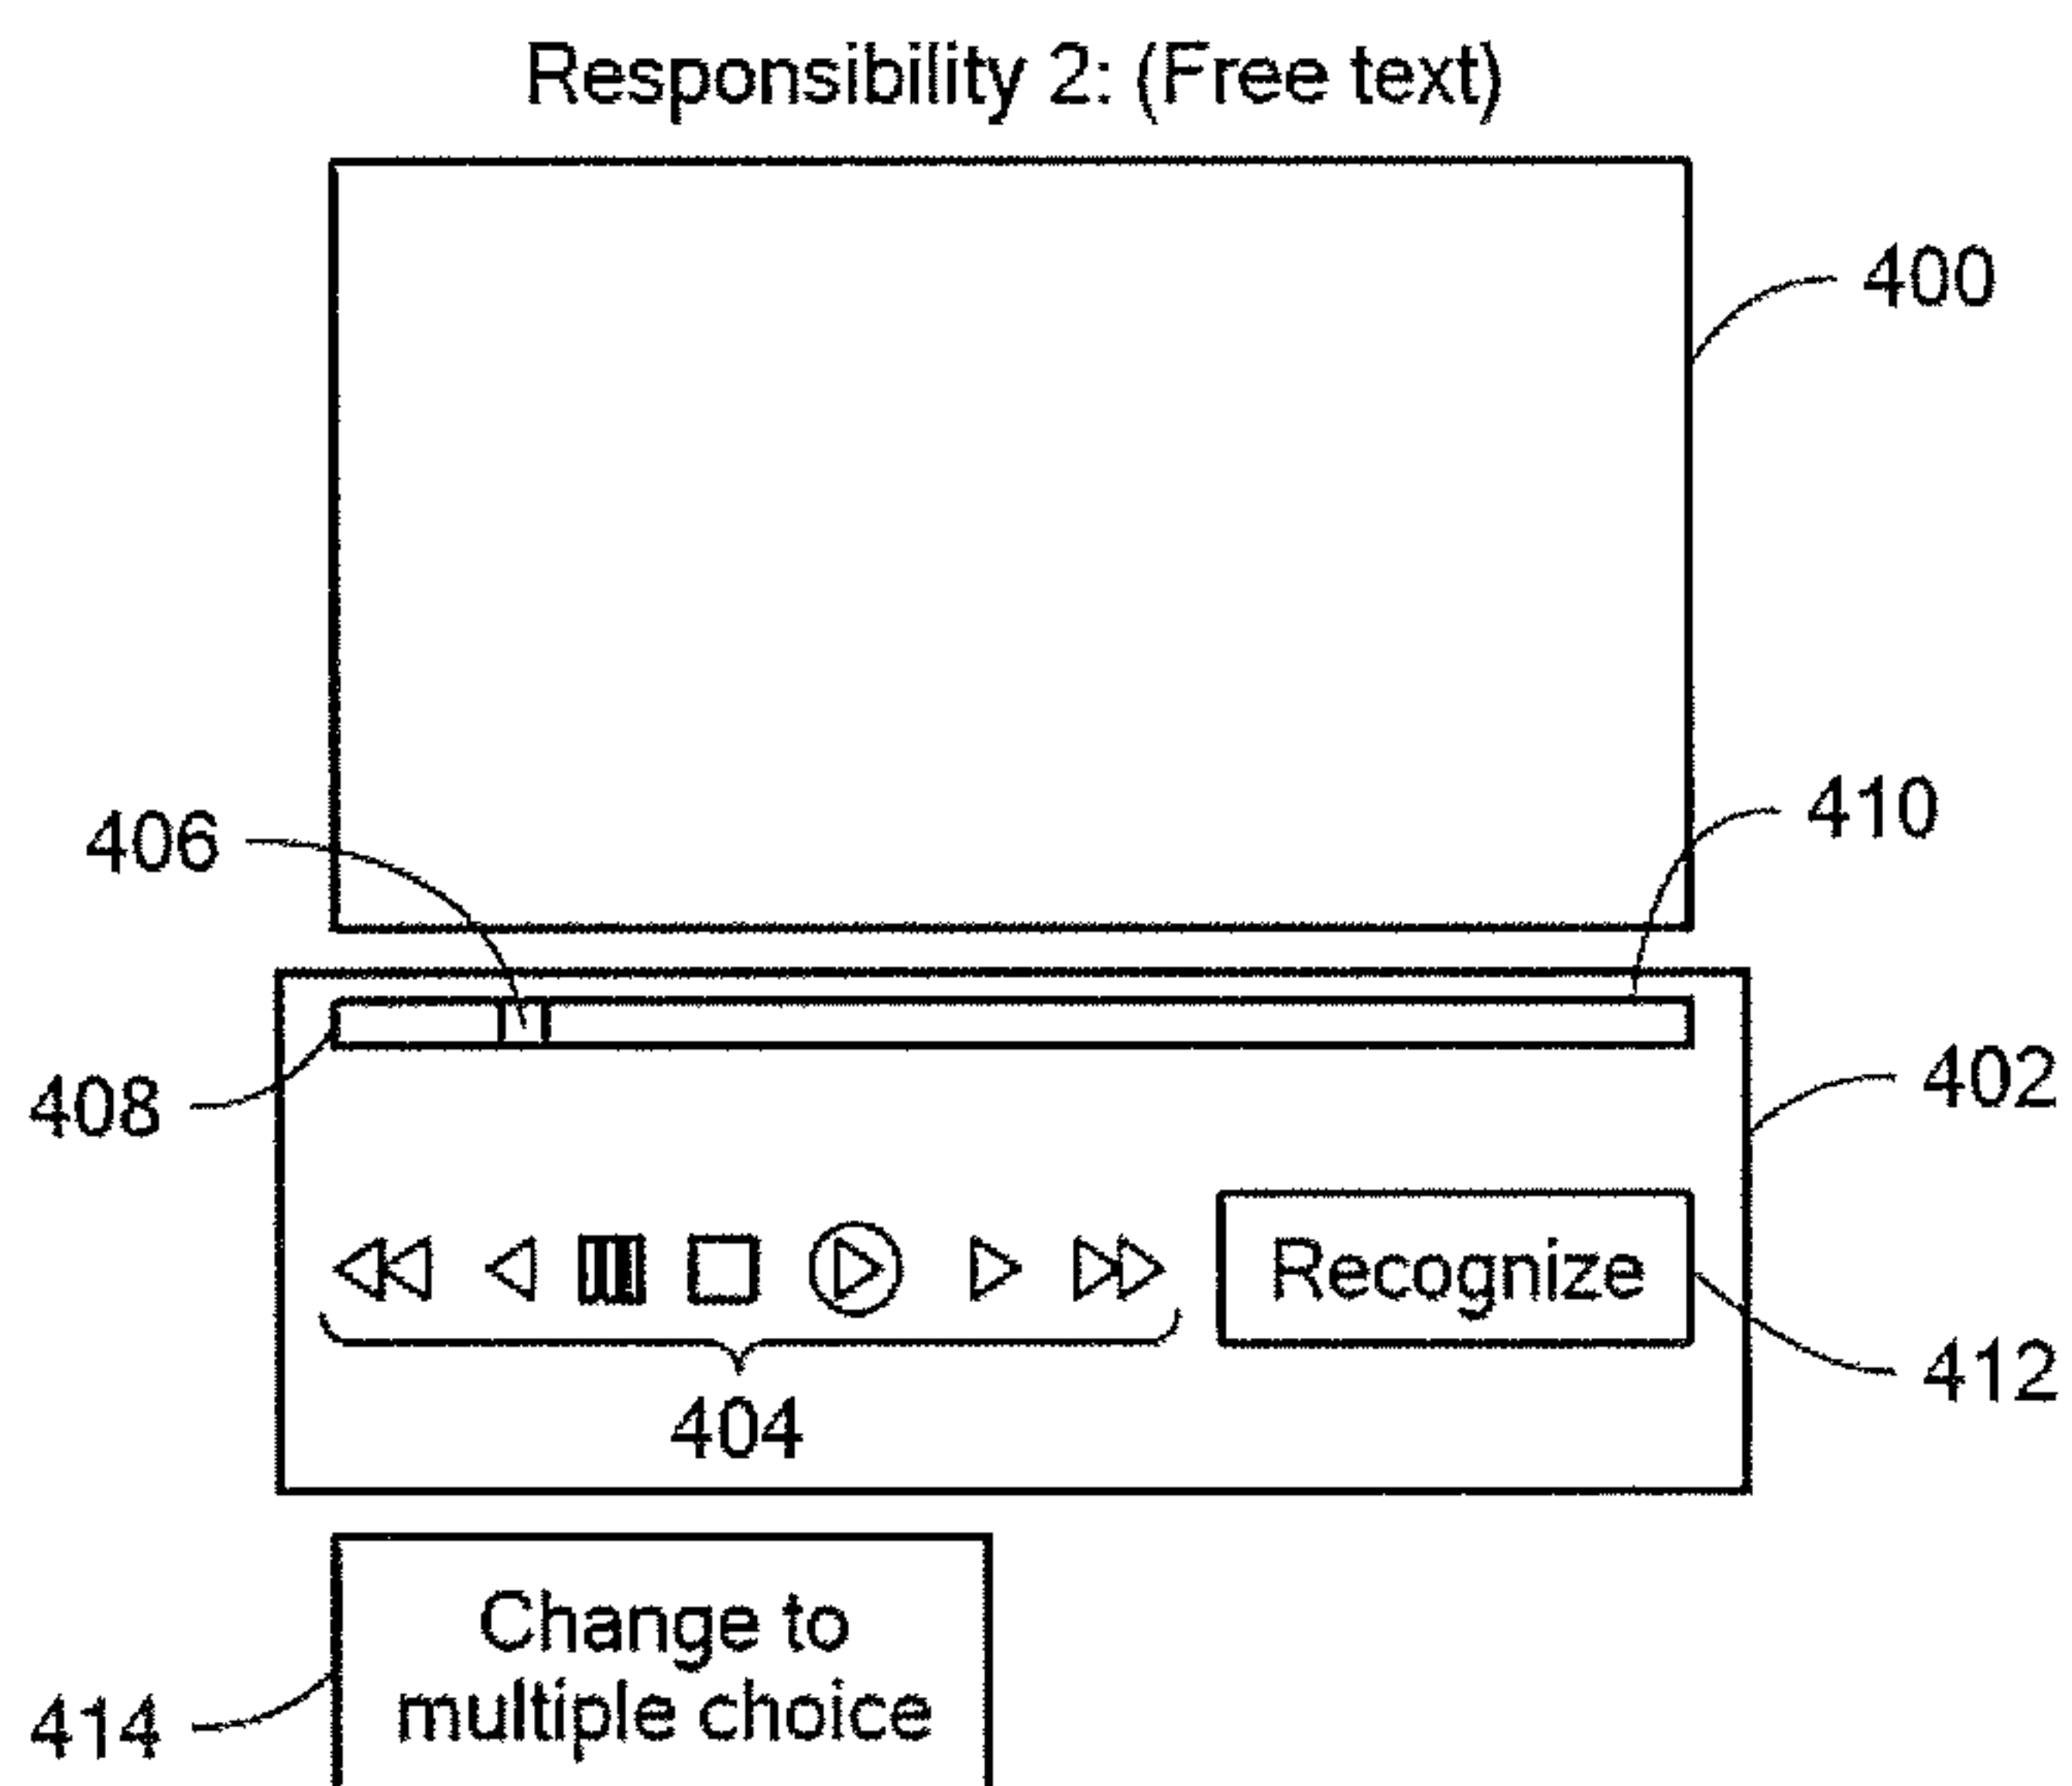 Responsibility 2: (Free text)
400
410
406
408
402
Recognize
412
404
Change to
multiple choice
414